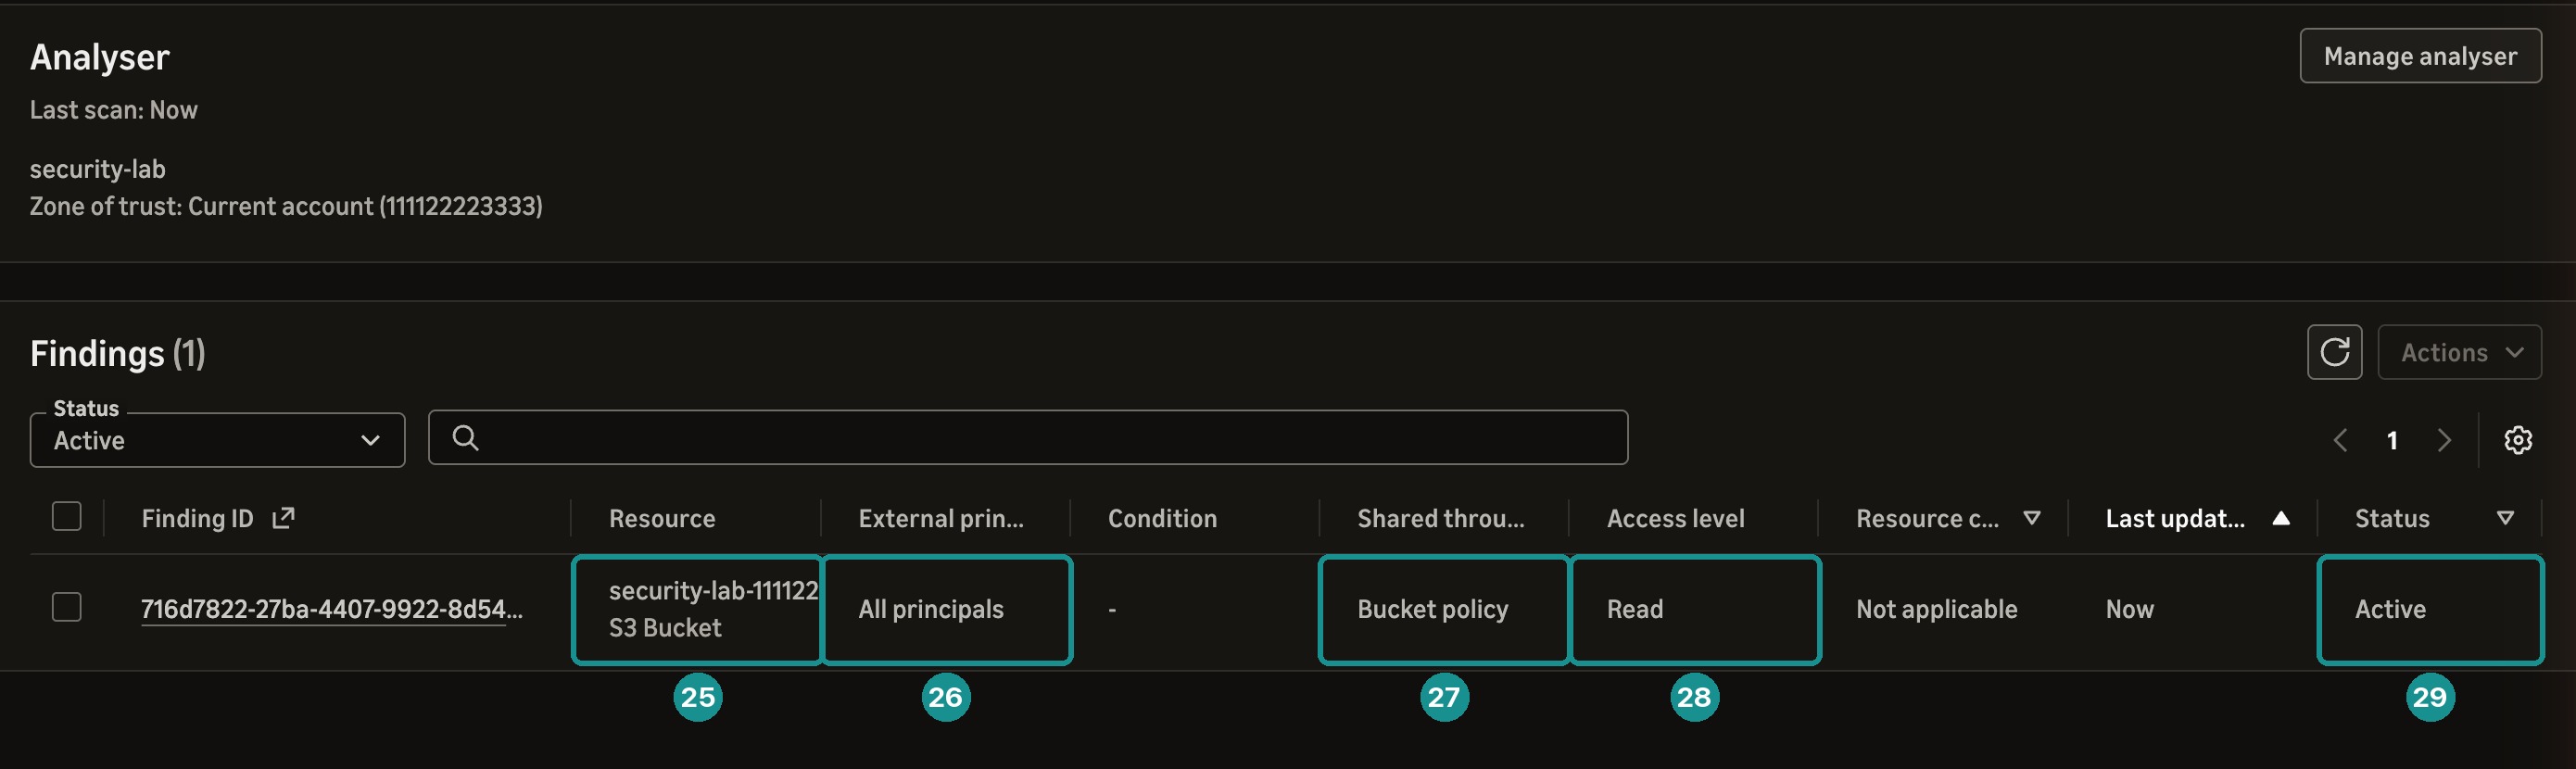 Analyser
Manage analyser
Last scan: Now
security-lab
Zone of trust: Current account (111122223333)
Findings (1)
Actions
Status
Active
1
Finding ID Resource External prin... Condition Shared throu... Access level Resource c... Last updat... Status
716d7822-27ba-4407-9922-8d54... security-lab-111122 All principals - Bucket policy Read Not applicable Now Active
S3 Bucket
25 26 27 28 29